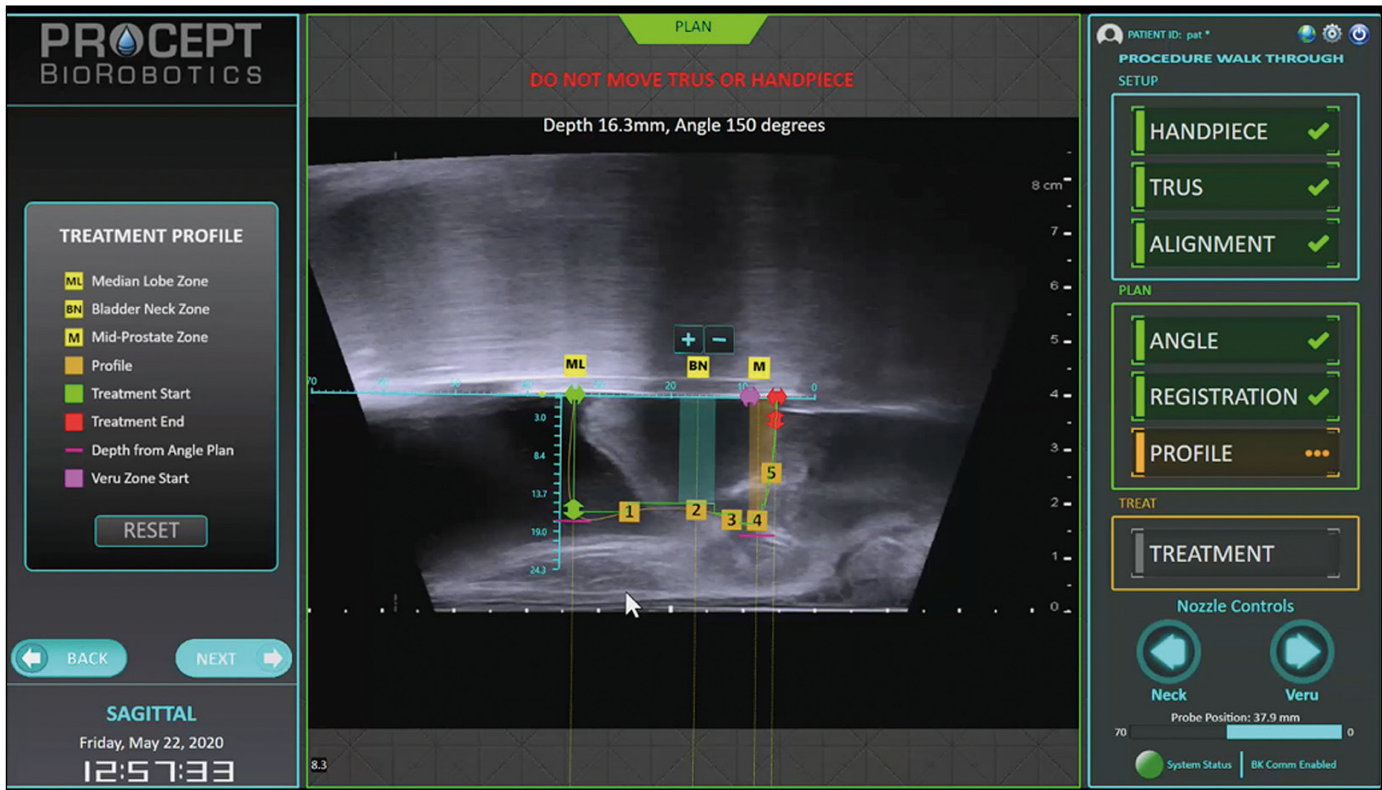 PROCEPT
BIOROBOTICS
TREATMENT PROFILE
ML Median Lobe Zone
BN Bladder Neck Zone
M Mid-Prostate Zone
Profile
Treatment Start
Treatment End
Depth from Angle Plan
Veru Zone Start
RESET
BACK
NEXT
SAGITTAL
Friday, May 22, 2020
12:57:33
PLAN
DO NOT MOVE TRUS OR HANDPIECE
Depth 16.3mm, Angle 150 degrees
8 cm
7
6
5
4
3
2
1
0
+ −
ML
BN
M
70
20
10
0
3.0
8.4
13.7
19.0
24.3
1
2
3
4
5
8.3
PATIENT ID: pat *
PROCEDURE WALK THROUGH
SETUP
HANDPIECE
TRUS
ALIGNMENT
PLAN
ANGLE
REGISTRATION
PROFILE
TREAT
TREATMENT
Nozzle Controls
Neck
Veru
Probe Position: 37.9 mm
70
0
System Status
BK Comm Enabled